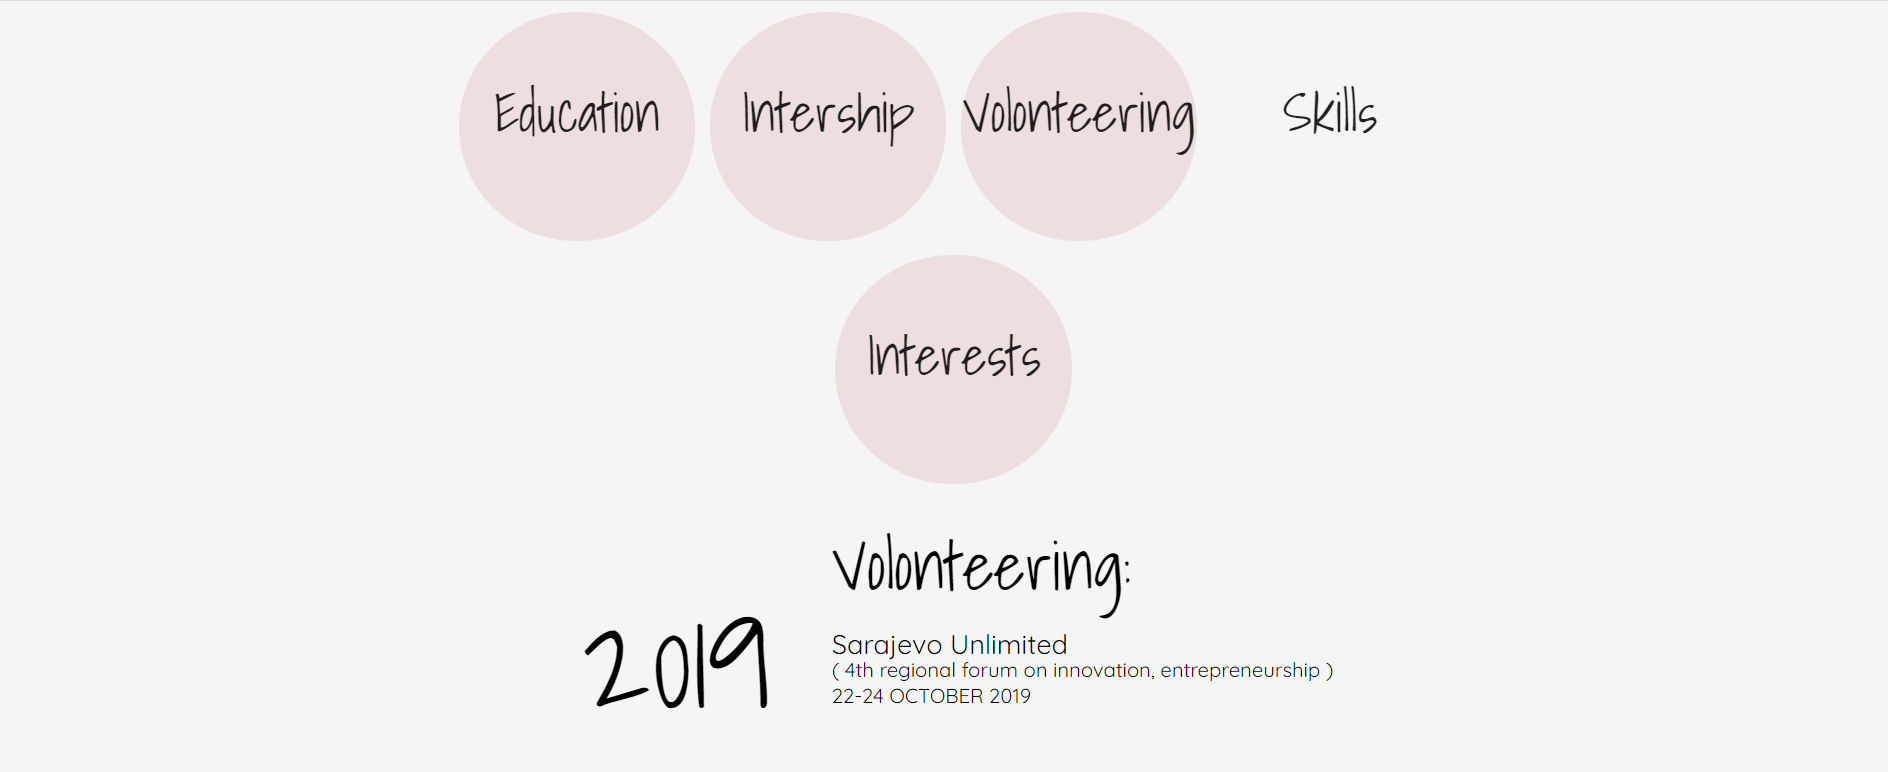 Education Intership Volonteering Skills
Interests
Volonteering:
2019
Sarajevo Unlimited
( 4th regional forum on innovation, entrepreneurship )
22-24 OCTOBER 2019